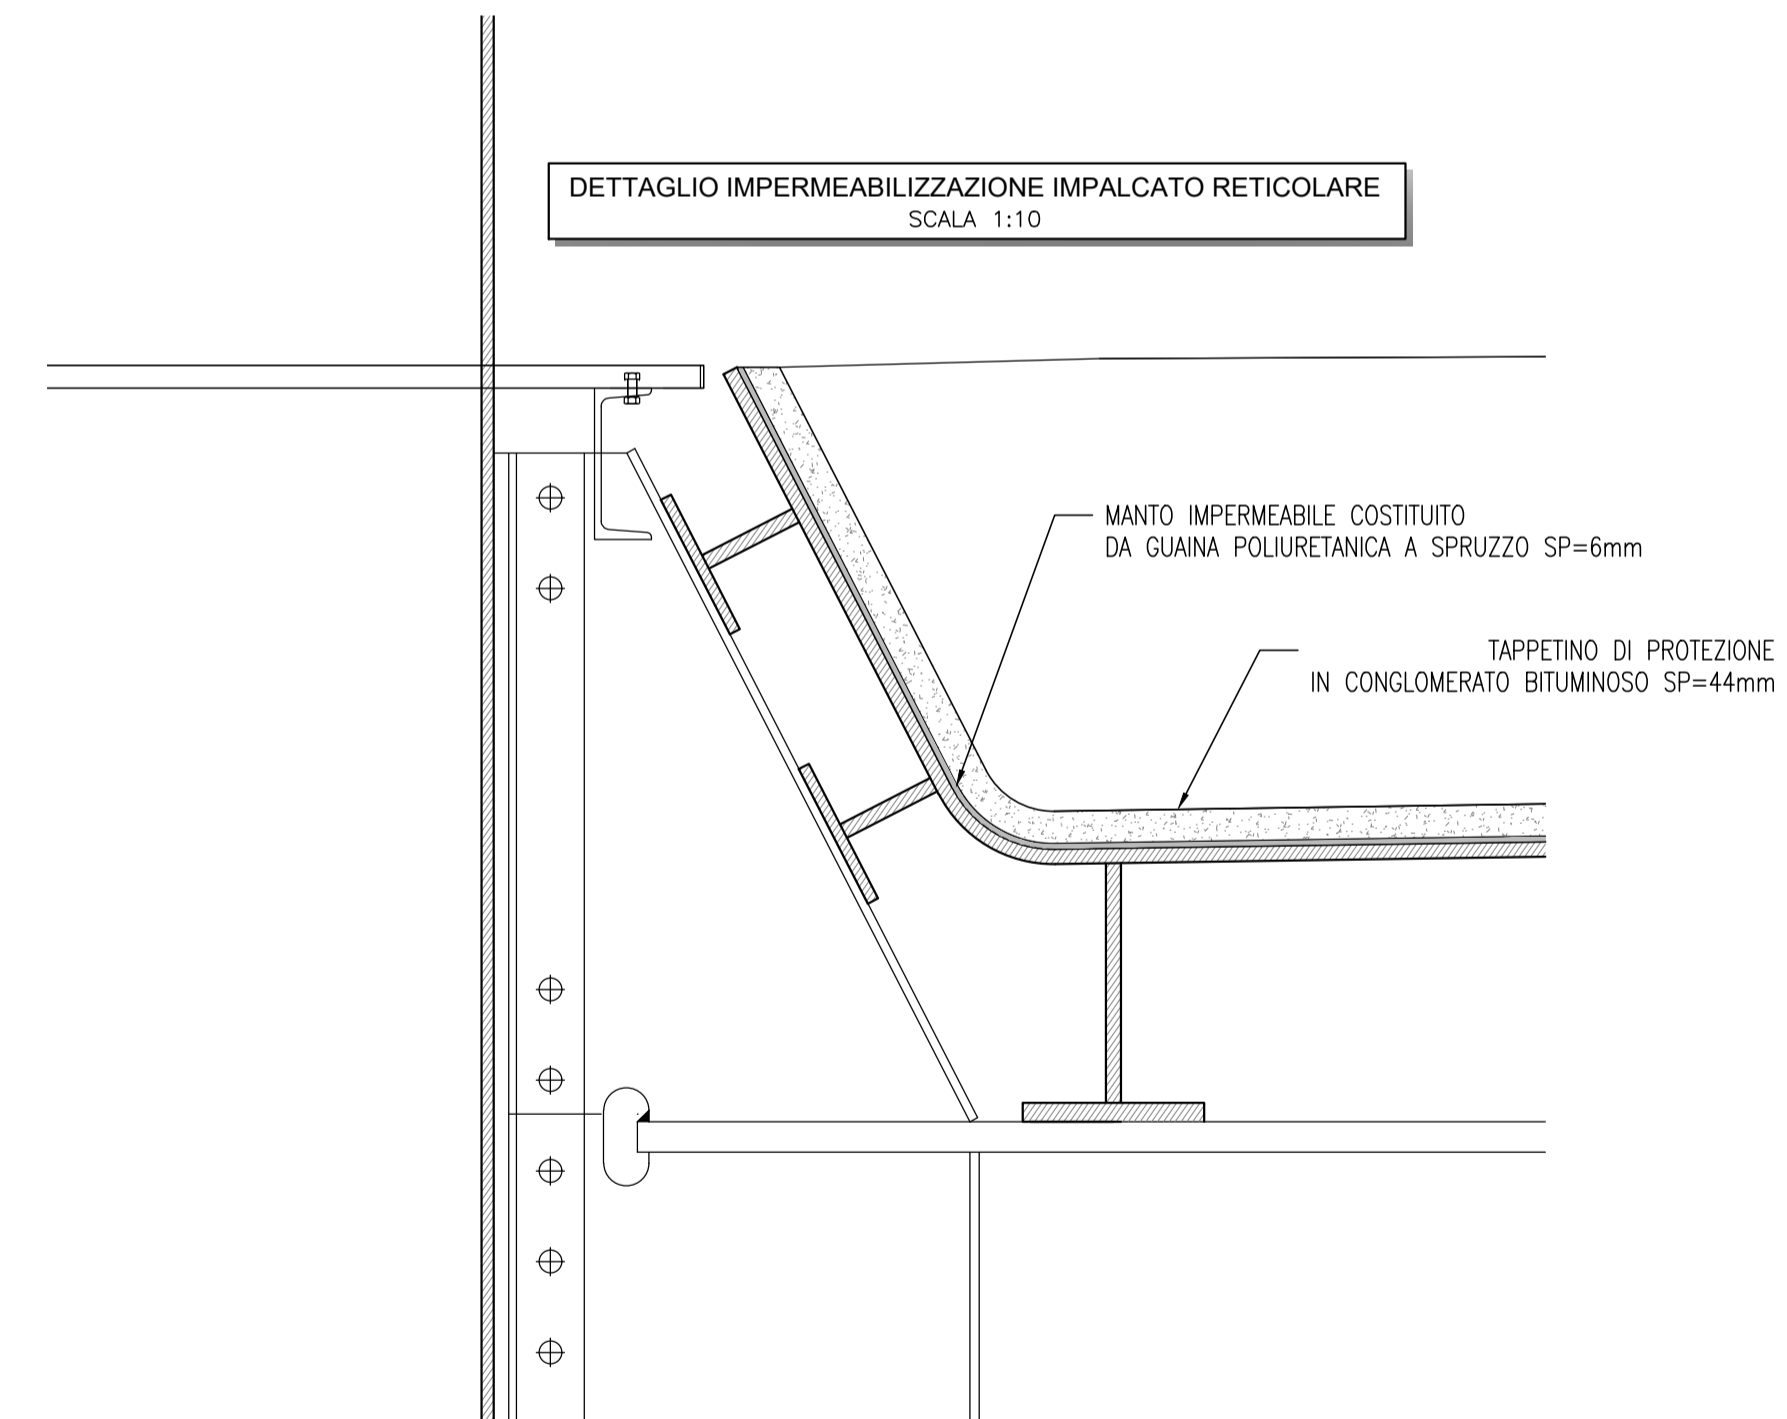 DETTAGLIO IMPERMEABILIZZAZIONE IMPALCATO RETICOLARE
SCALA 1:10
MANTO IMPERMEABILE COSTITUITO
DA GUAINA POLIURETANICA A SPRUZZO SP=6mm
TAPPETINO DI PROTEZIONE
IN CONGLOMERATO BITUMINOSO SP=44mm